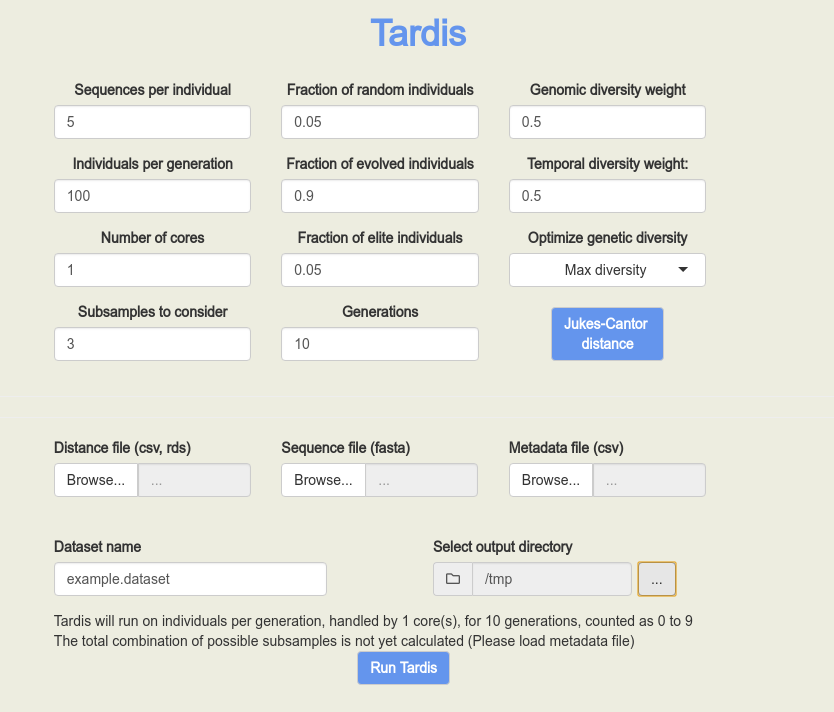 Tardis
Sequences per individual
5
Fraction of random individuals
0.05
Genomic diversity weight
0.5
Individuals per generation
100
Fraction of evolved individuals
0.9
Temporal diversity weight:
0.5
Number of cores
1
Fraction of elite individuals
0.05
Optimize genetic diversity
Max diversity
Subsamples to consider
3
Generations
10
Jukes-Cantor
distance
Distance file (csv, rds)
Browse... ...
Sequence file (fasta)
Browse... ...
Metadata file (csv)
Browse... ...
Dataset name
example.dataset
Select output directory
/tmp ...
Tardis will run on individuals per generation, handled by 1 core(s), for 10 generations, counted as 0 to 9
The total combination of possible subsamples is not yet calculated (Please load metadata file)
Run Tardis